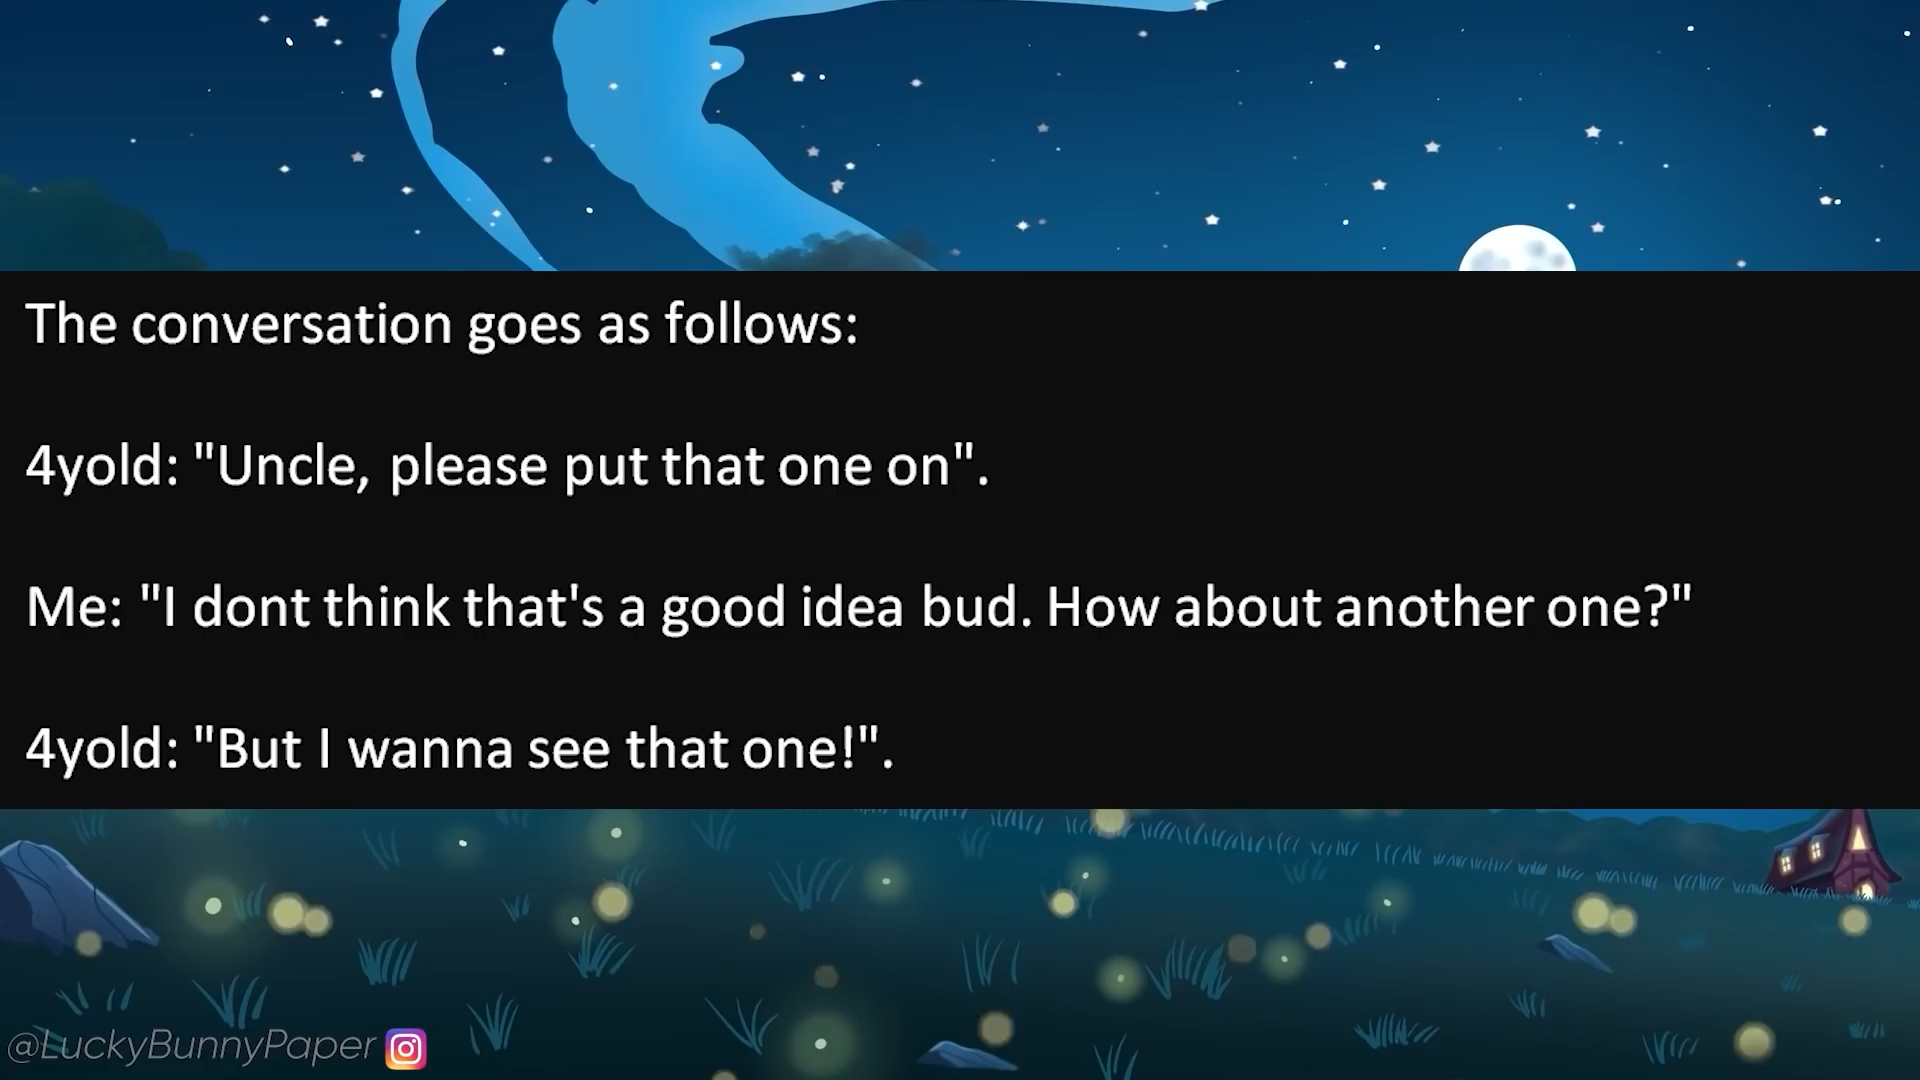 The conversation goes as follows:
4yold: "Uncle, please put that one on".
Me: "I dont think that's a good idea bud. How about another one?"
4yold: "But I wanna see that one!".
@LuckyBunnyPaper